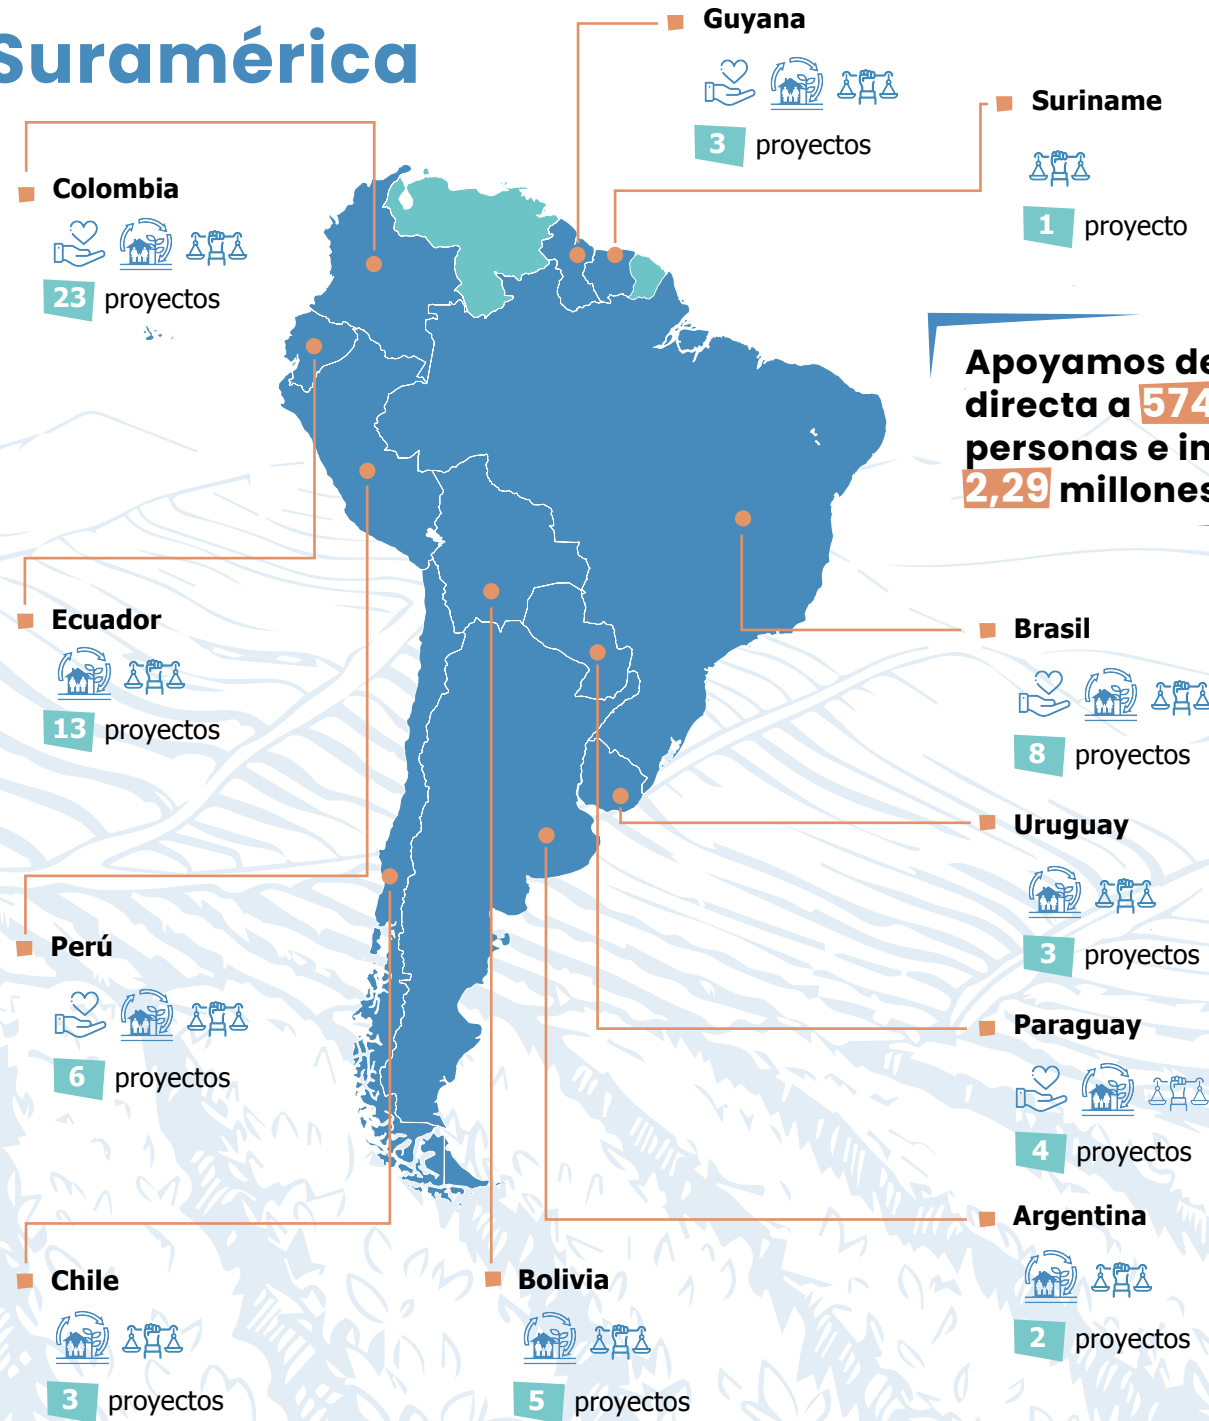 Suramérica
Guyana
3 proyectos
Suriname
1 proyecto
Colombia
23 proyectos
Apoyamos de
directa a 574
personas e in
2,29 millones
Ecuador
13 proyectos
Brasil
8 proyectos
Uruguay
3 proyectos
Perú
6 proyectos
Paraguay
4 proyectos
Argentina
2 proyectos
Chile
3 proyectos
Bolivia
5 proyectos